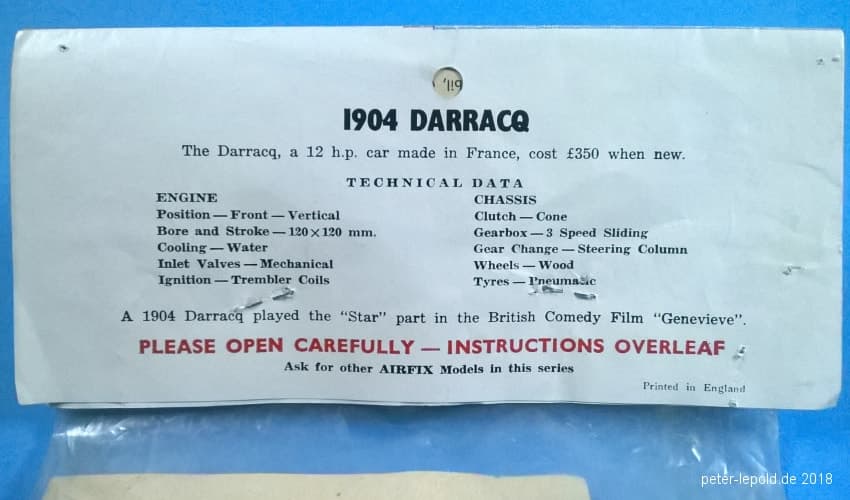 bil,
1904 DARRACQ
The Darracq, a 12 h.p. car made in France, cost £350 when new.
TECHNICAL DATA
ENGINE
Position — Front — Vertical
Bore and Stroke — 120 × 120 mm.
Cooling — Water
Inlet Valves — Mechanical
Ignition — Trembler Coils
CHASSIS
Clutch — Cone
Gearbox — 3 Speed Sliding
Gear Change — Steering Column
Wheels — Wood
Tyres — Pneumatic
A 1904 Darracq played the "Star" part in the British Comedy Film "Genevieve".
PLEASE OPEN CAREFULLY — INSTRUCTIONS OVERLEAF
Ask for other AIRFIX Models in this series
Printed in England
peter-lepold.de 2018